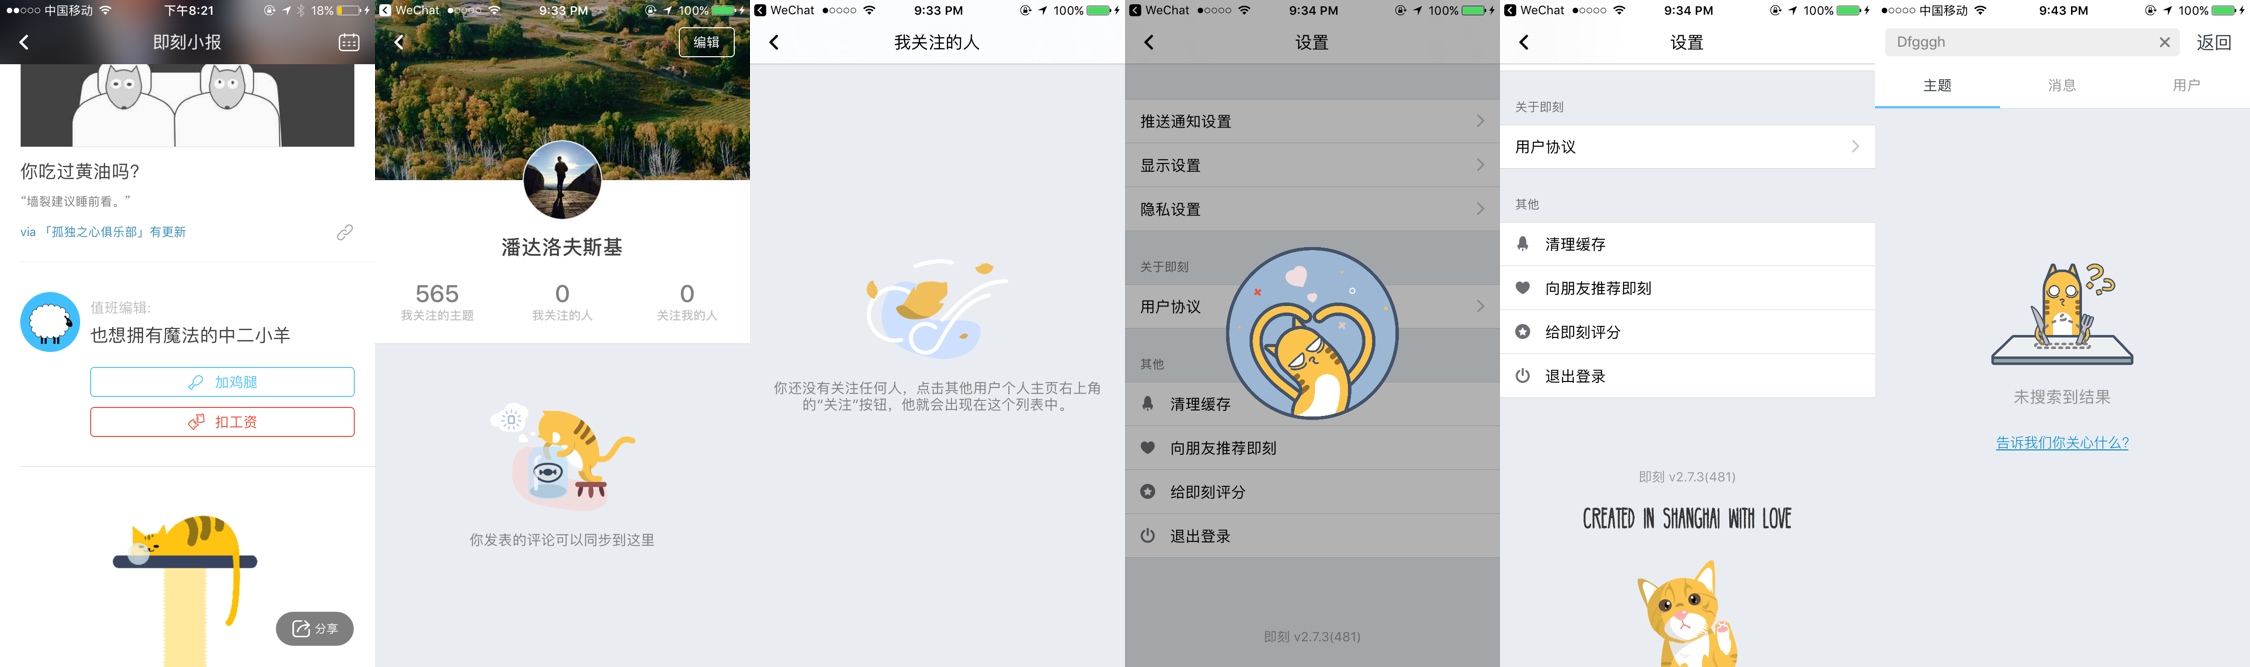 中国移动 下午8:21 18%
即刻小报
你吃过黄油吗?
“墙裂建议睡前看。”
via 「孤独之心俱乐部」有更新
值班编辑:
也想拥有魔法的中二小羊
加鸡腿
扣工资
分享
WeChat 9:33 PM 100%
编辑
潘达洛夫斯基
565 0 0
我关注的主题 我关注的人 关注我的人
你发表的评论可以同步到这里
WeChat 9:33 PM 100%
我关注的人
你还没有关注任何人，点击其他用户个人主页右上角
的“关注”按钮，他就会出现在这个列表中。
WeChat 9:34 PM 100%
设置
推送通知设置
显示设置
隐私设置
关于即刻
用户协议
其他
清理缓存
向朋友推荐即刻
给即刻评分
退出登录
即刻 v2.7.3(481)
WeChat 9:34 PM 100%
设置
关于即刻
用户协议
其他
清理缓存
向朋友推荐即刻
给即刻评分
退出登录
即刻 v2.7.3(481)
CREATED IN SHANGHAI WITH LOVE
中国移动 9:43 PM 100%
Dfgggh 返回
主题 消息 用户
未搜索到结果
告诉我们你关心什么?